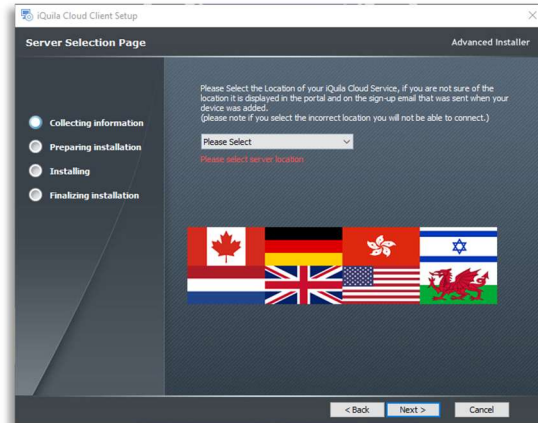 iQuila Cloud Client Setup
Server Selection Page
Advanced Installer
Please Select the Location of your iQuila Cloud Service, if you are not sure of the
location it is displayed in the portal and on the sign-up email that was sent when your
device was added.
(please note if you select the incorrect location you will not be able to connect.)
Please Select
Please select server location
Collecting information
Preparing installation
Installing
Finalizing installation
< Back
Next >
Cancel